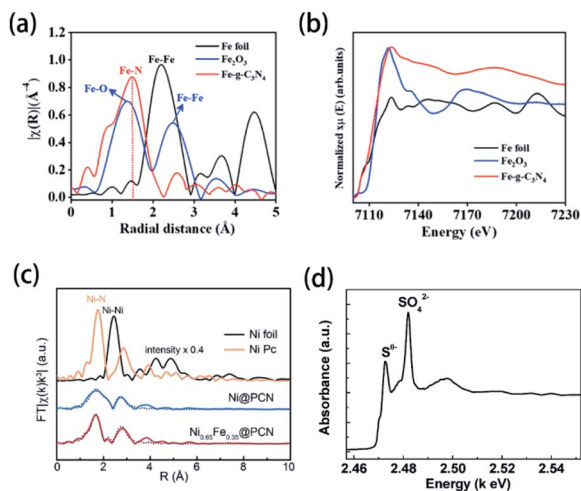 (a)
Fe-Fe
Fe foil
Fe₂O₃
Fe-g-C₃N₄
Fe-N
Fe-O
Fe-Fe
|χ(R)|(Å⁻⁴)
1.2
1.0
0.8
0.6
0.4
0.2
0.0
0 1 2 3 4 5
Radial distance (Å)
(b)
Normalized xμ (E) (arb.units)
Fe foil
Fe₂O₃
Fe-g-C₃N₄
7110 7140 7170 7200 7230
Energy (eV)
(c)
Ni-N
Ni-Ni
Ni foil
Ni Pc
intensity x 0.4
Ni@PCN
Ni₀.₆₅Fe₀.₃₅@PCN
FT|χ(k)k³| (a.u.)
0 2 4 6 8 10
R (Å)
(d)
SO₄²⁻
S⁰⁻
Absorbance (a.u.)
2.46 2.48 2.50 2.52 2.54
Energy (k eV)